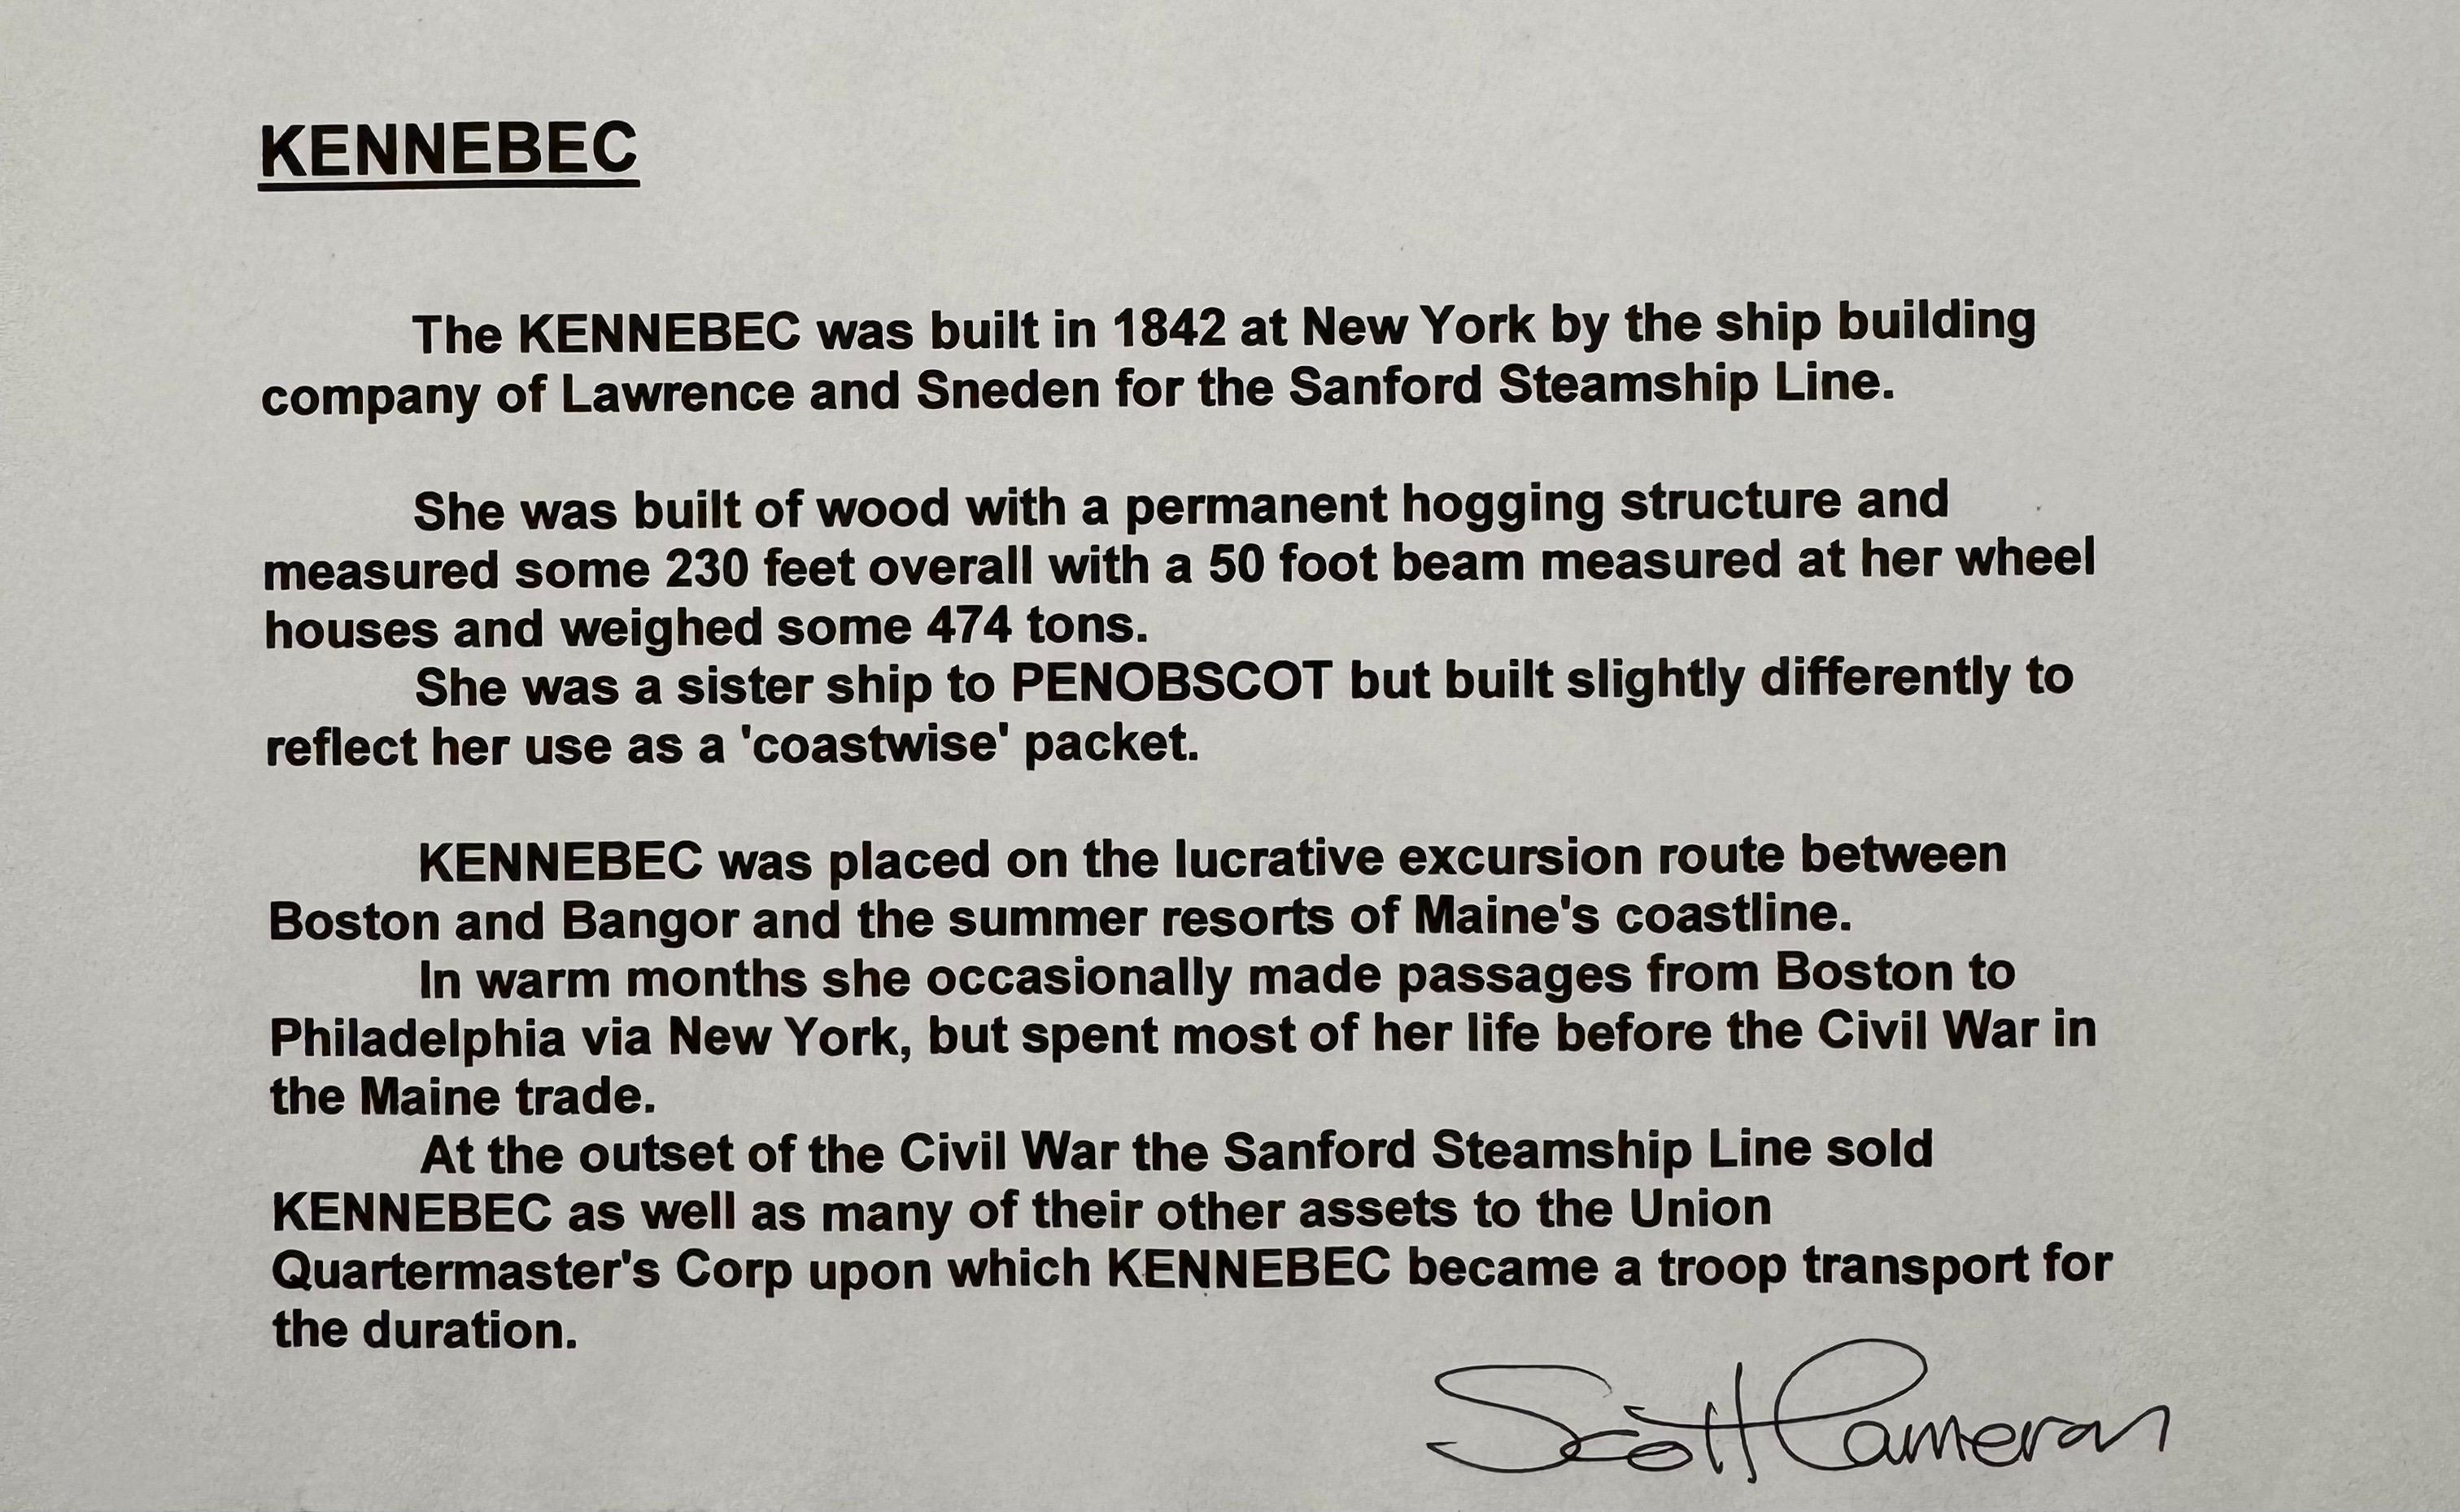 KENNEBEC
The KENNEBEC was built in 1842 at New York by the ship building
company of Lawrence and Sneden for the Sanford Steamship Line.
She was built of wood with a permanent hogging structure and
measured some 230 feet overall with a 50 foot beam measured at her wheel
houses and weighed some 474 tons.
She was a sister ship to PENOBSCOT but built slightly differently to
reflect her use as a 'coastwise' packet.
KENNEBEC was placed on the lucrative excursion route between
Boston and Bangor and the summer resorts of Maine's coastline.
In warm months she occasionally made passages from Boston to
Philadelphia via New York, but spent most of her life before the Civil War in
the Maine trade.
At the outset of the Civil War the Sanford Steamship Line sold
KENNEBEC as well as many of their other assets to the Union
Quartermaster's Corp upon which KENNEBEC became a troop transport for
the duration.
Scott Cameron